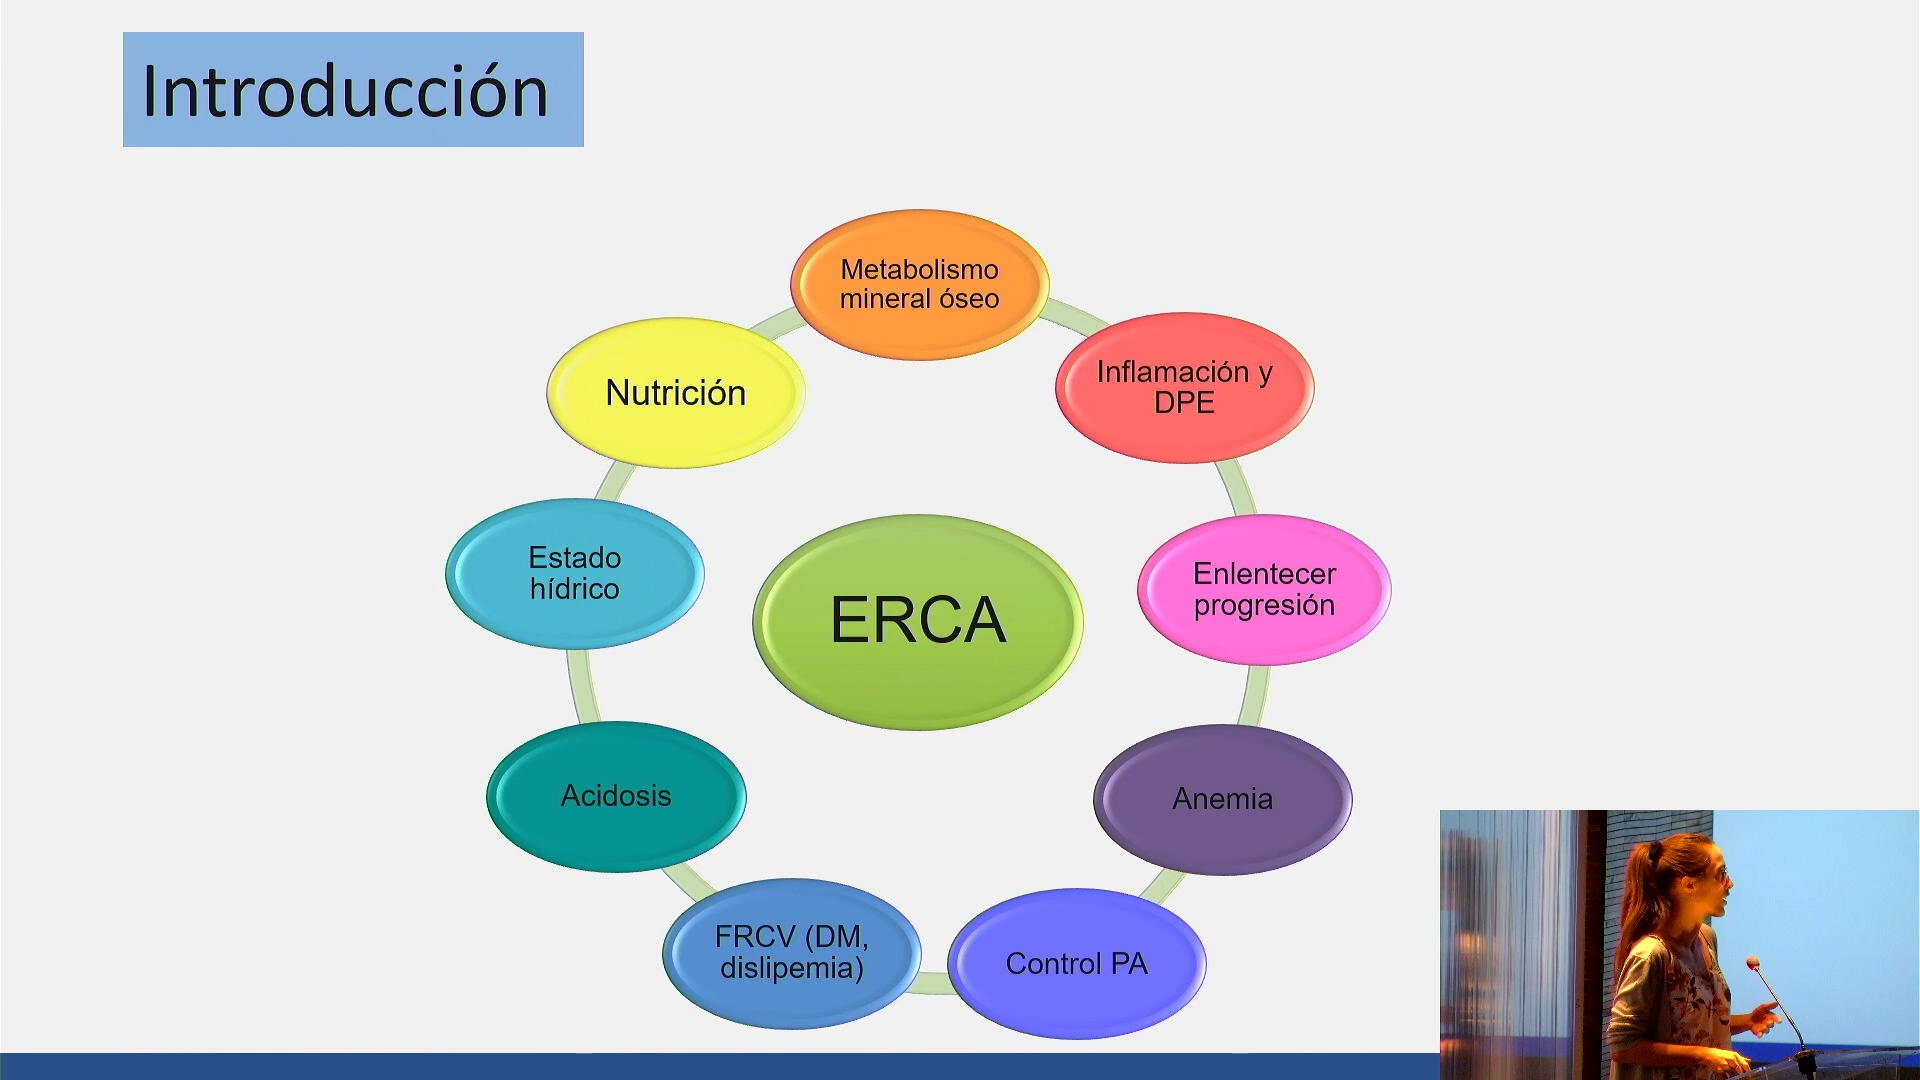 Introducción
Metabolismo
mineral óseo
Inflamación y
DPE
Enlentecer
progresión
Anemia
Control PA
FRCV (DM,
dislipemia)
Acidosis
Estado
hídrico
Nutrición
ERCA